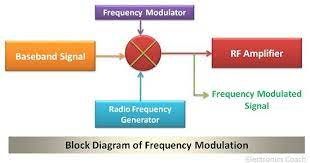 Frequency Modulator
Baseband Signal
RF Amplifier
Radio Frequency
Generator
Frequency Modulated
Signal
Block Diagram of Frequency Modulation
Electronics Coach